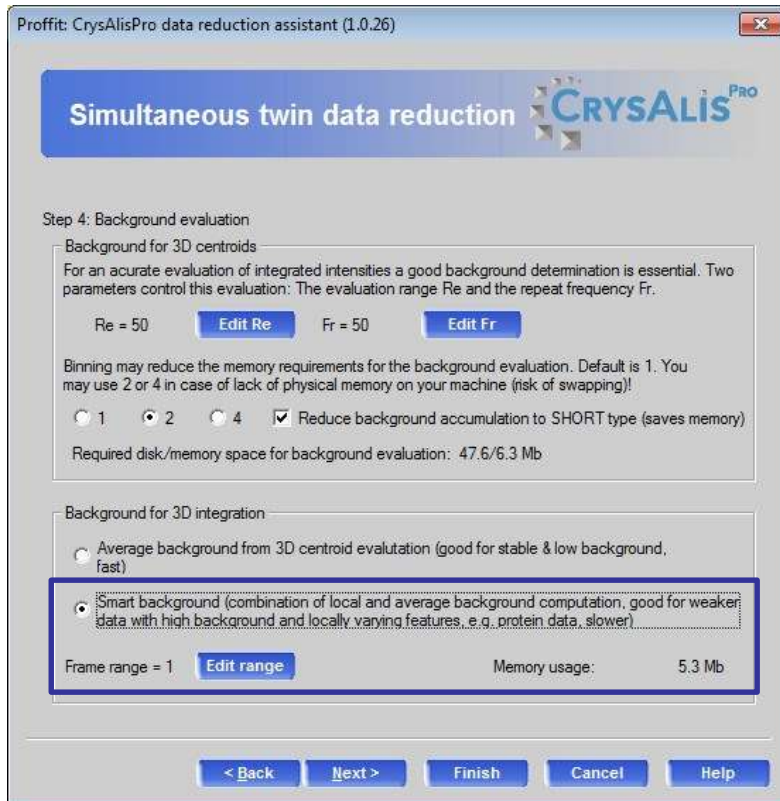 Proffit: CrysAlisPro data reduction assistant (1.0.26)
Simultaneous twin data reduction
CRYSALIS PRO
Step 4: Background evaluation
Background for 3D centroids
For an acurate evaluation of integrated intensities a good background determination is essential. Two
parameters control this evaluation: The evaluation range Re and the repeat frequency Fr.
Re = 50 Edit Re Fr = 50 Edit Fr
Binning may reduce the memory requirements for the background evaluation. Default is 1. You
may use 2 or 4 in case of lack of physical memory on your machine (risk of swapping)!
1 2 4 Reduce background accumulation to SHORT type (saves memory)
Required disk/memory space for background evaluation: 47.6/6.3 Mb
Background for 3D integration
Average background from 3D centroid evalutation (good for stable & low background,
fast)
Smart background (combination of local and average background computation, good for weaker
data with high background and locally varying features, e.g. protein data, slower)
Frame range = 1 Edit range Memory usage: 5.3 Mb
< Back Next > Finish Cancel Help